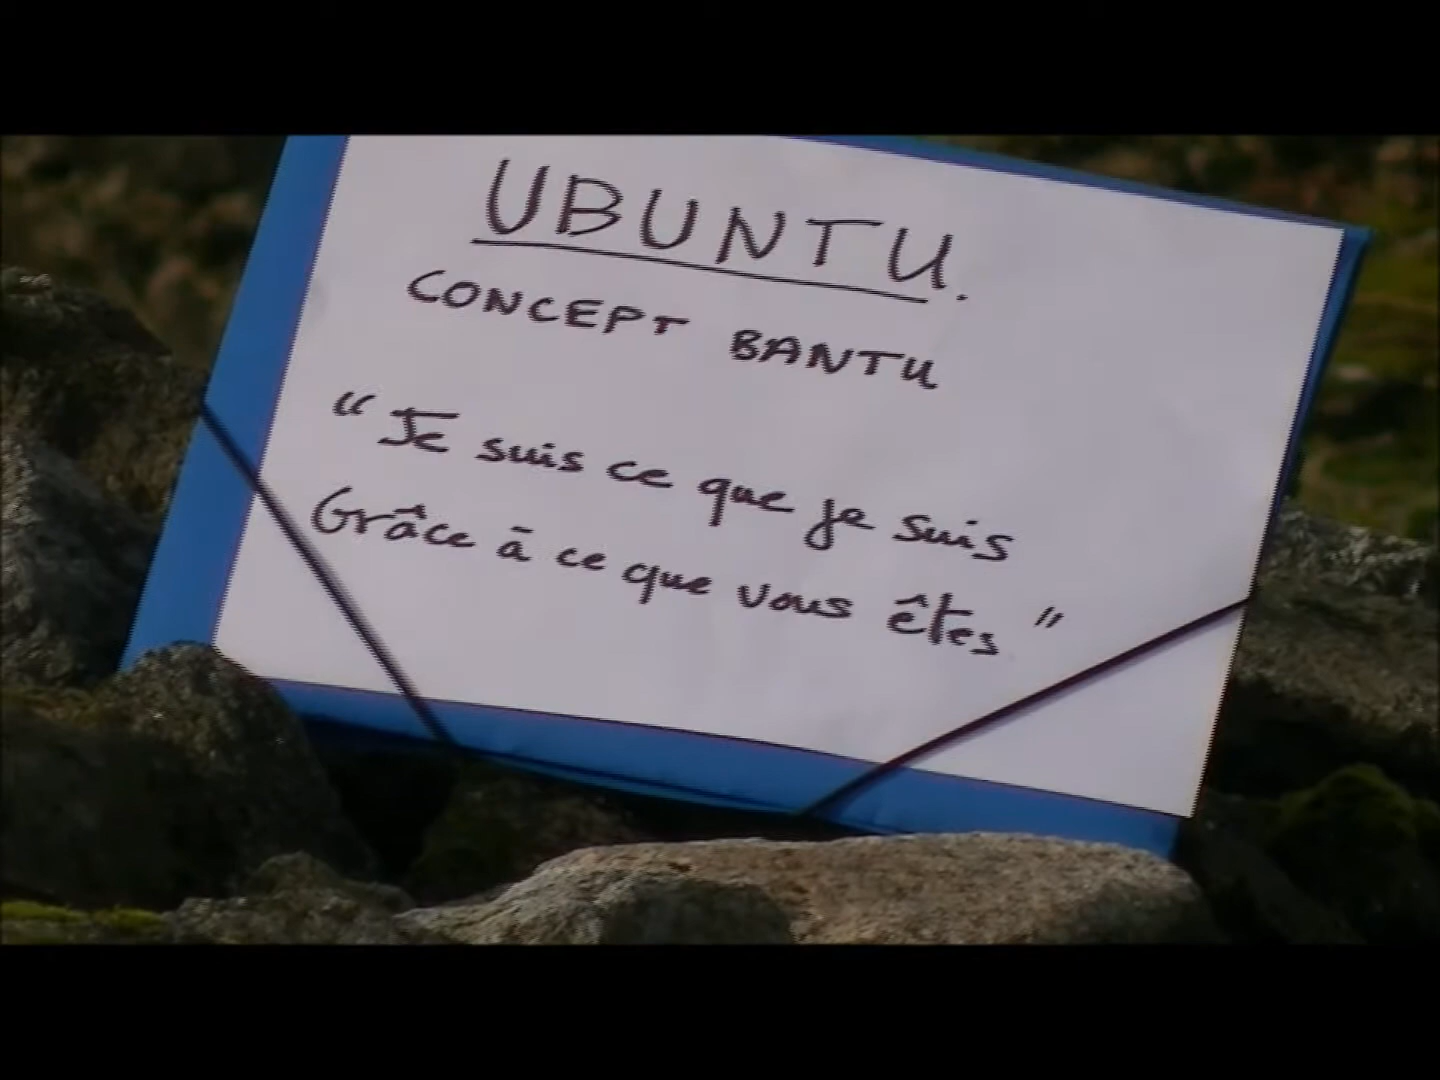 UBUNTU.
CONCEPT BANTU
“Je suis ce que je suis
Grâce à ce que vous êtes”